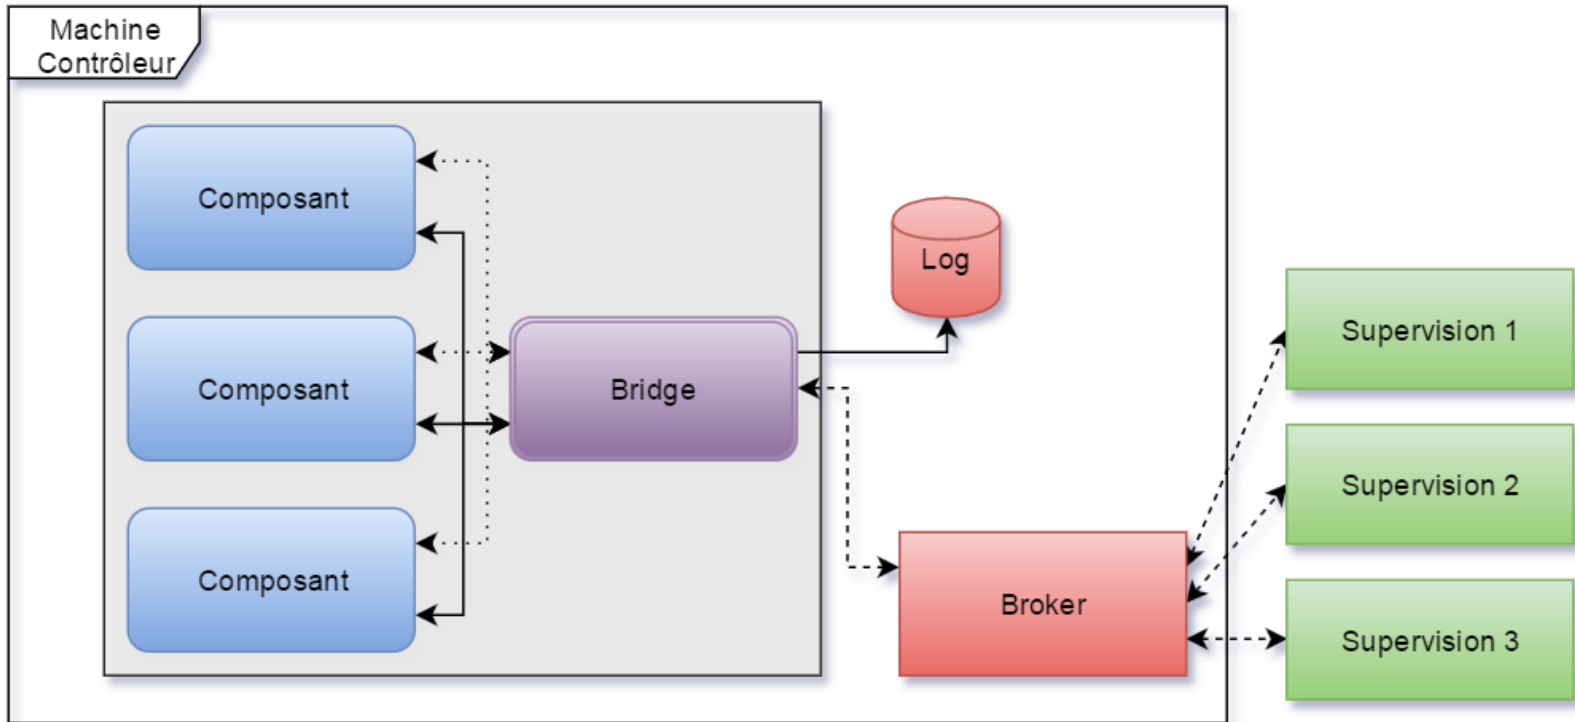 Machine
Contrôleur
Composant
Log
Supervision 1
Composant
Bridge
Supervision 2
Composant
Broker
Supervision 3